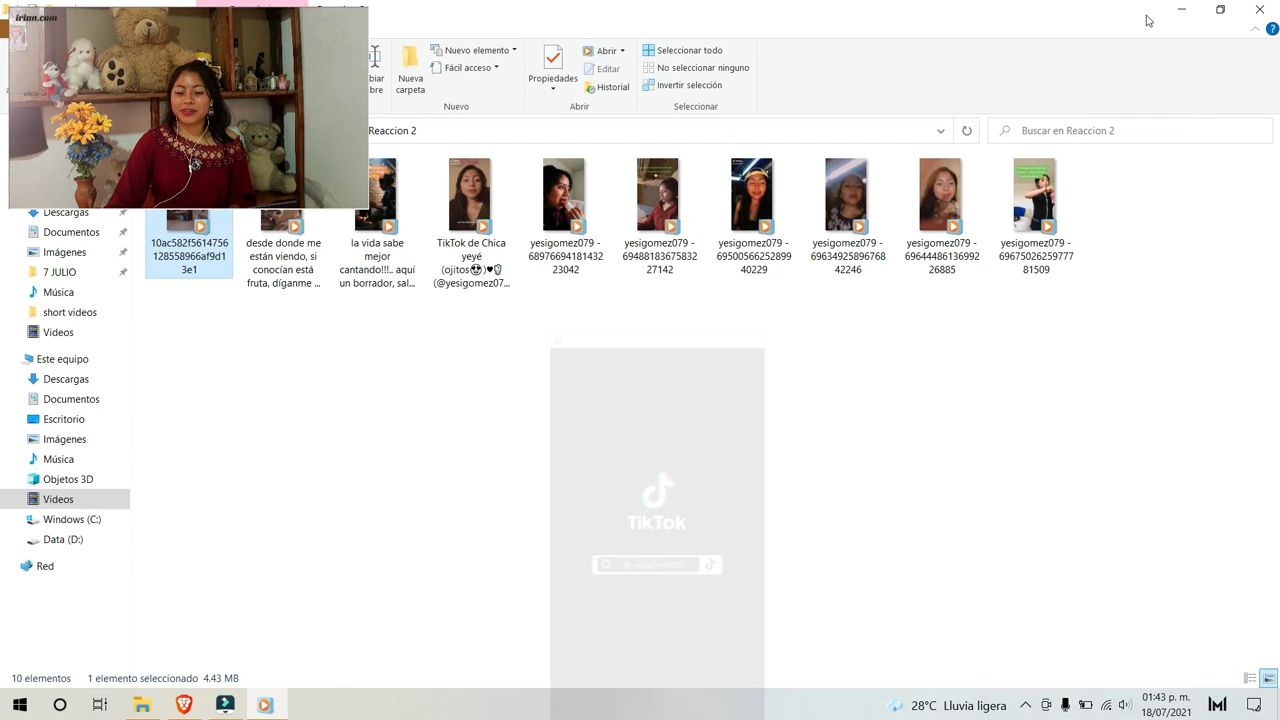 iriun.com
Nuevo elemento
Abrir
Seleccionar todo
Fácil acceso
Editar
No seleccionar ninguno
Nueva
carpeta
Propiedades
Historial
Invertir selección
Nuevo
Abrir
Seleccionar
Reaccion 2
Buscar en Reaccion 2
Descargas
Documentos
Imágenes
7 JULIO
Música
short videos
Videos
Este equipo
Descargas
Documentos
Escritorio
Imágenes
Música
Objetos 3D
Videos
Windows (C:)
Data (D:)
Red
10ac582f5614756
128558966af9d13e1
desde donde me
están viendo, si
conocían está
fruta, díganme ...
la vida sabe
mejor
cantando!!!.. aquí
un borrador, sal...
TikTok de Chica
yeyé
(ojitos😍)♥️👌
(@yesigomez07...
yesigomez079 -
68976694181432
23042
yesigomez079 -
69488183675832
27142
yesigomez079 -
69500566252899
40229
yesigomez079 -
69634925896768
42246
yesigomez079 -
69644486136992
26885
yesigomez079 -
69675026259777
81509
TikTok
@yesigomez079
10 elementos
1 elemento seleccionado 4.43 MB
28°C Lluvia ligera
01:43 p. m.
18/07/2021